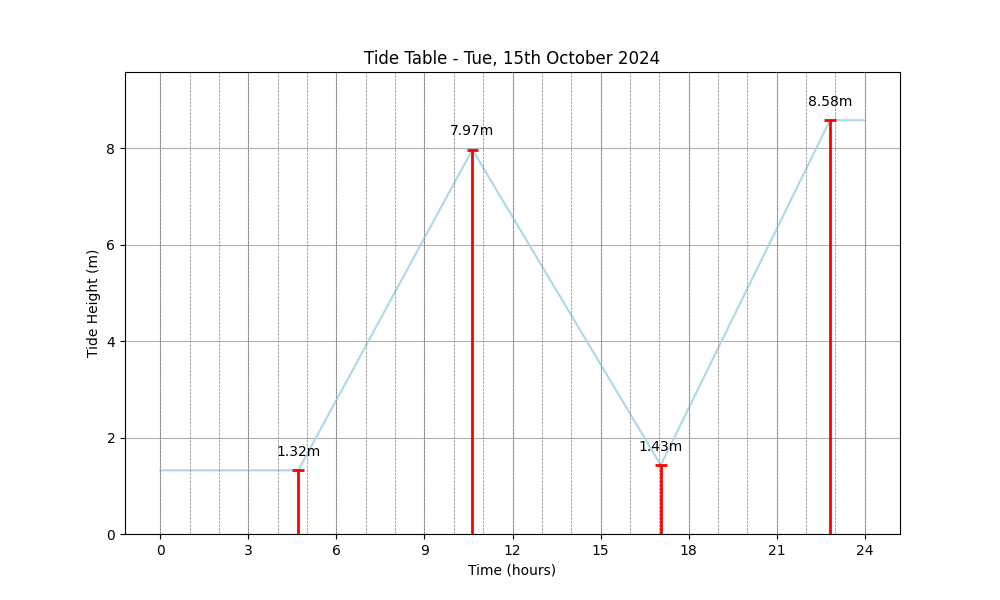 Tide Table - Tue, 15th October 2024
8.58m
7.97m
1.43m
1.32m
Tide Height (m)
8
6
4
2
0
0 3 6 9 12 15 18 21 24
Time (hours)